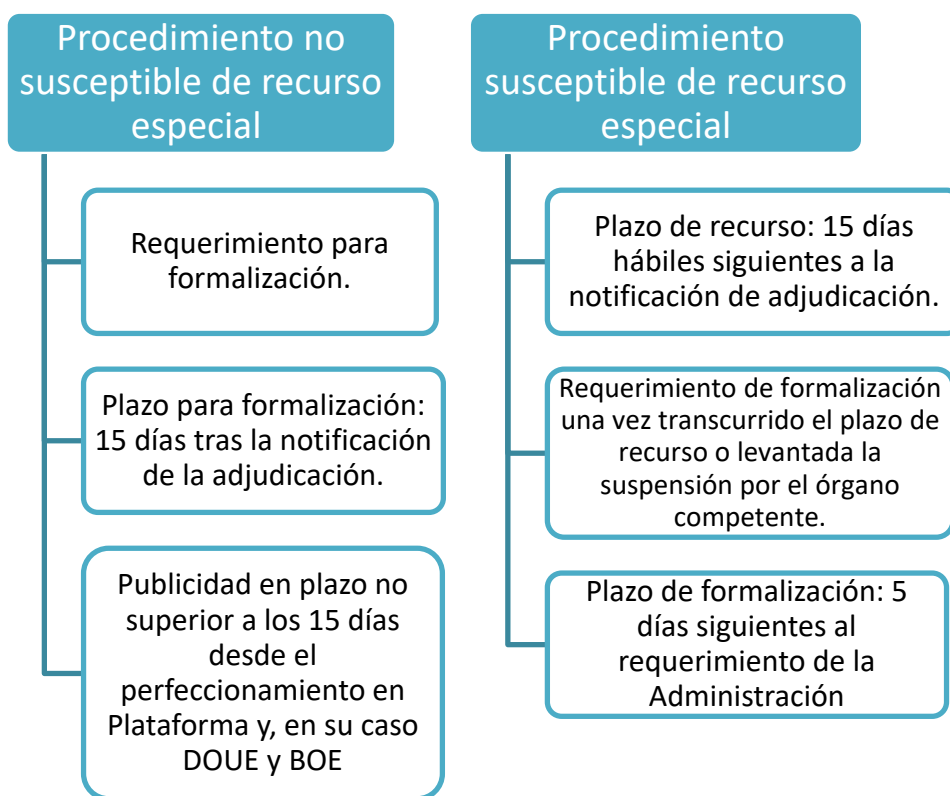 Procedimiento no
susceptible de recurso
especial
Requerimiento para
formalización.
Plazo para formalización:
15 días tras la notificación
de la adjudicación.
Publicidad en plazo no
superior a los 15 días
desde el
perfeccionamiento en
Plataforma y, en su caso
DOUE y BOE
Procedimiento
susceptible de recurso
especial
Plazo de recurso: 15 días
hábiles siguientes a la
notificación de adjudicación.
Requerimiento de formalización
una vez transcurrido el plazo de
recurso o levantada la
suspensión por el órgano
competente.
Plazo de formalización: 5
días siguientes al
requerimiento de la
Administración